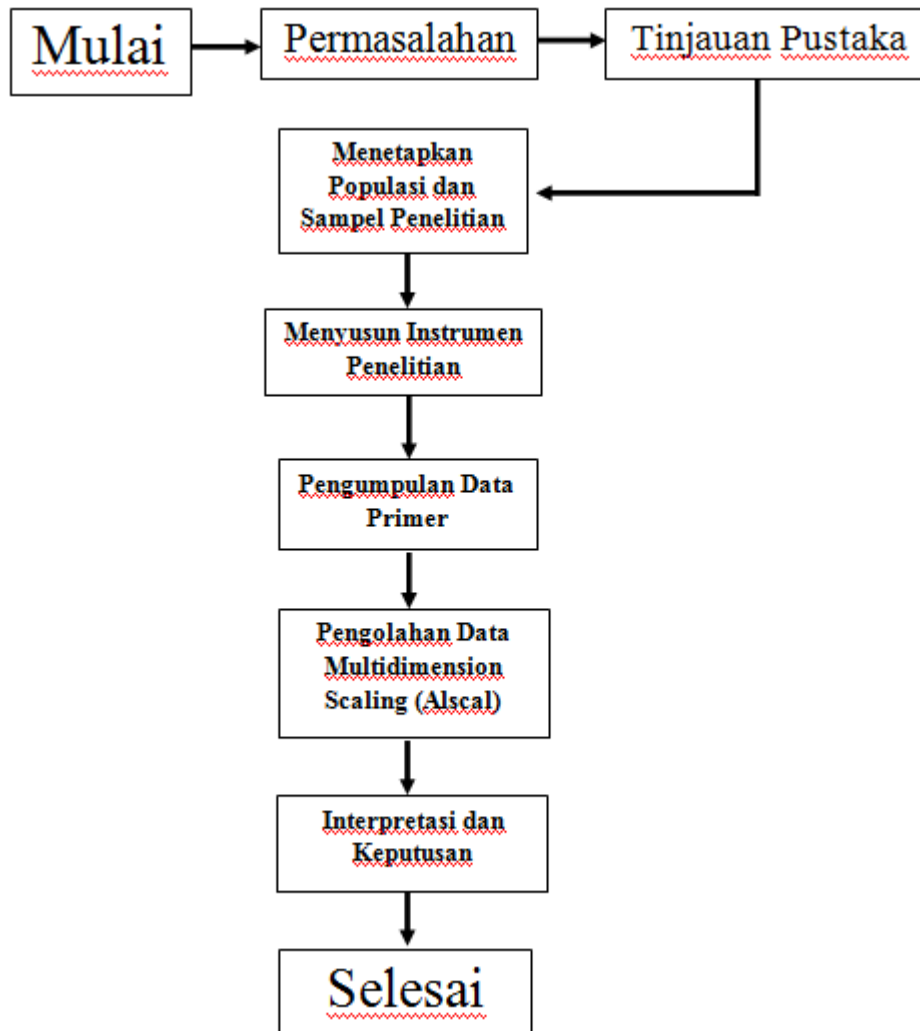 Mulai
Permasalahan
Tinjauan Pustaka
Menetapkan
Populasi dan
Sampel Penelitian
Menyusun Instrumen
Penelitian
Pengumpulan Data
Primer
Pengolahan Data
Multidimension
Scaling (Alscal)
Interpretasi dan
Keputusan
Selesai